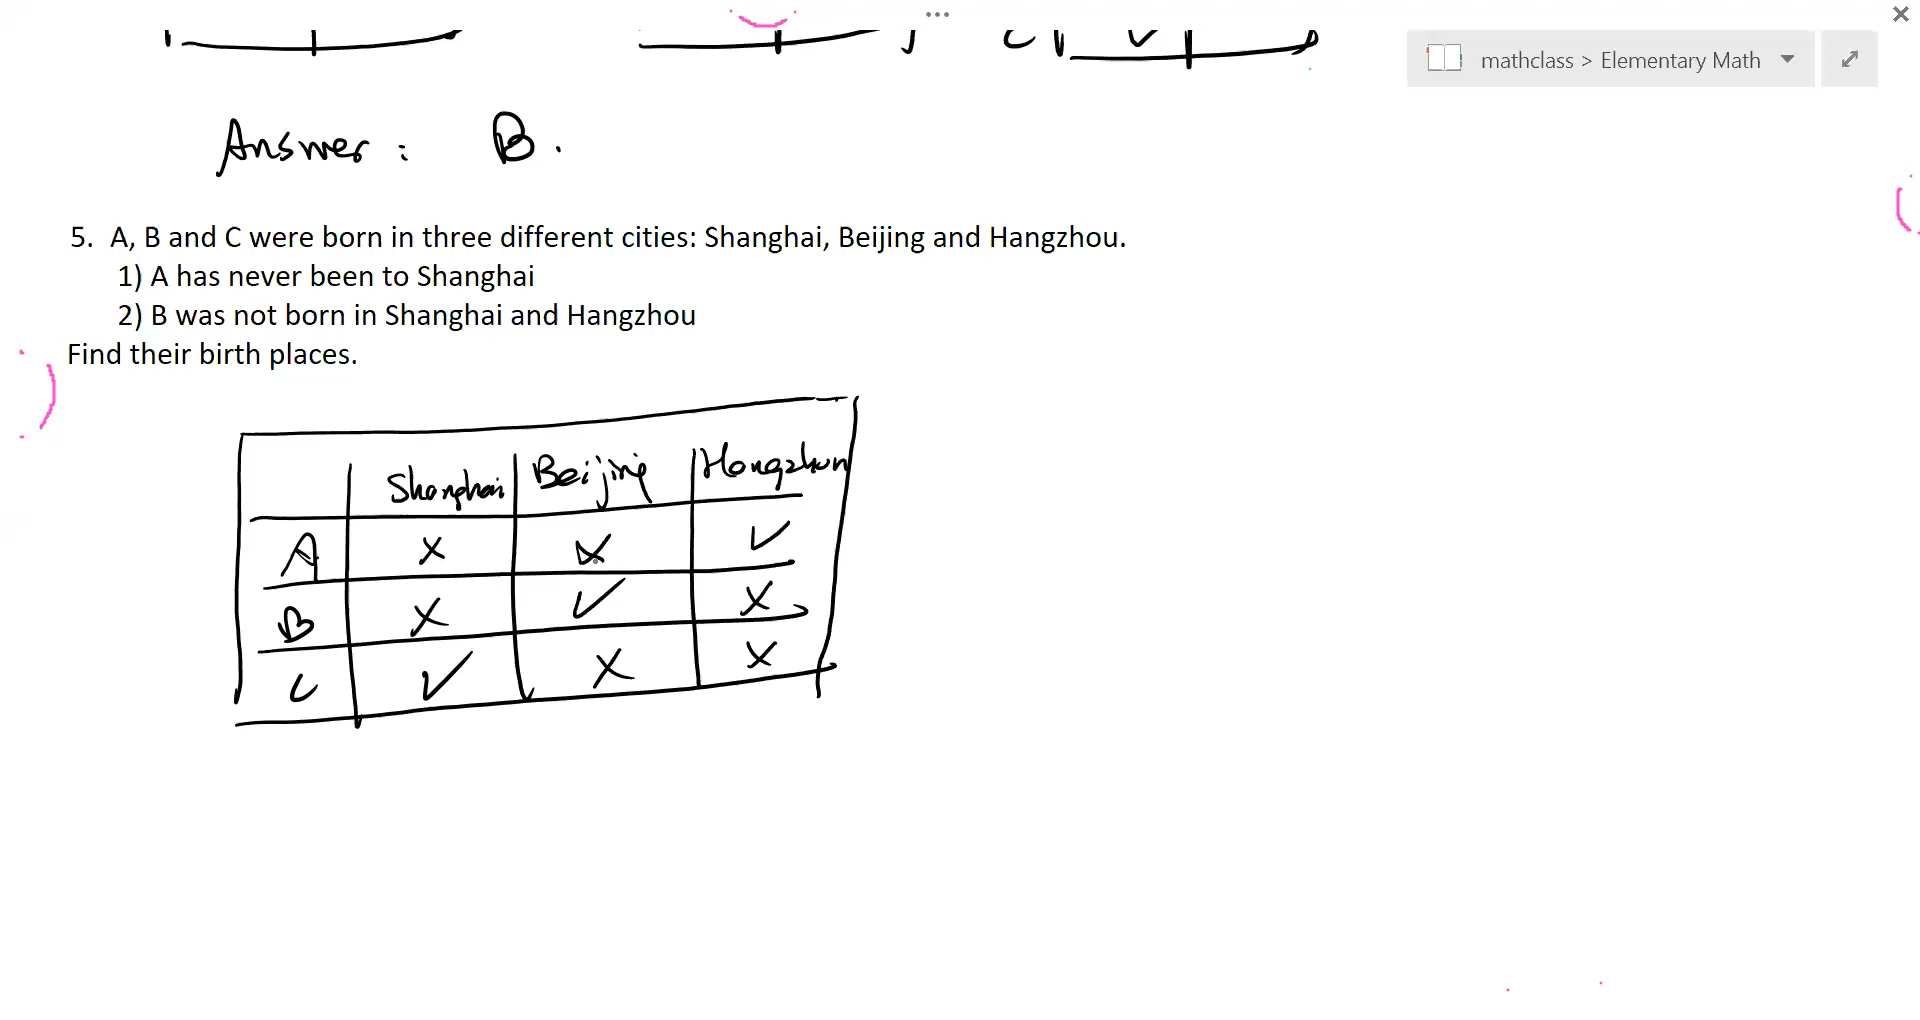 mathclass > Elementary Math
Answer: B.
5. A, B and C were born in three different cities: Shanghai, Beijing and Hangzhou.
1) A has never been to Shanghai
2) B was not born in Shanghai and Hangzhou
Find their birth places.
Shanghai Beijing Hangzhou
A x x ✓
B x ✓ x
C ✓ x x